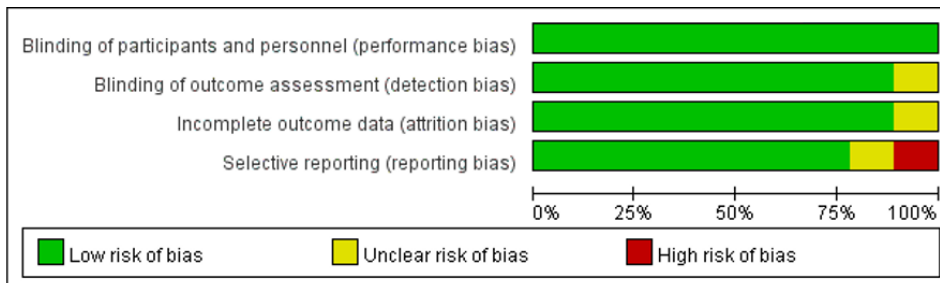 Blinding of participants and personnel (performance bias)
Blinding of outcome assessment (detection bias)
Incomplete outcome data (attrition bias)
Selective reporting (reporting bias)
0% 25% 50% 75% 100%
Low risk of bias Unclear risk of bias High risk of bias